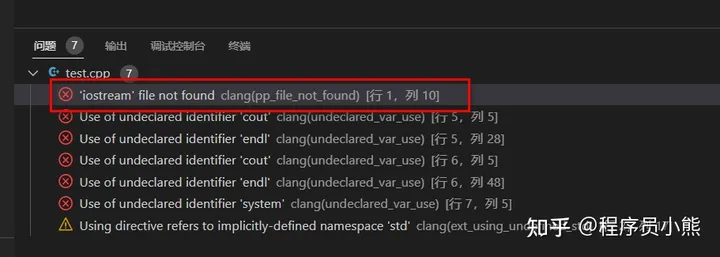 问题 7 输出 调试控制台 终端
test.cpp 7
'iostream' file not found clang(pp_file_not_found) [行 1，列 10]
Use of undeclared identifier 'cout' clang(undeclared_var_use) [行 5，列 5]
Use of undeclared identifier 'endl' clang(undeclared_var_use) [行 5，列 28]
Use of undeclared identifier 'cout' clang(undeclared_var_use) [行 6，列 5]
Use of undeclared identifier 'endl' clang(undeclared_var_use) [行 6，列 48]
Use of undeclared identifier 'system' clang(undeclared_var_use) [行 7，列 5]
Using directive refers to implicitly-defined namespace 'std'
知乎 @程序员小熊